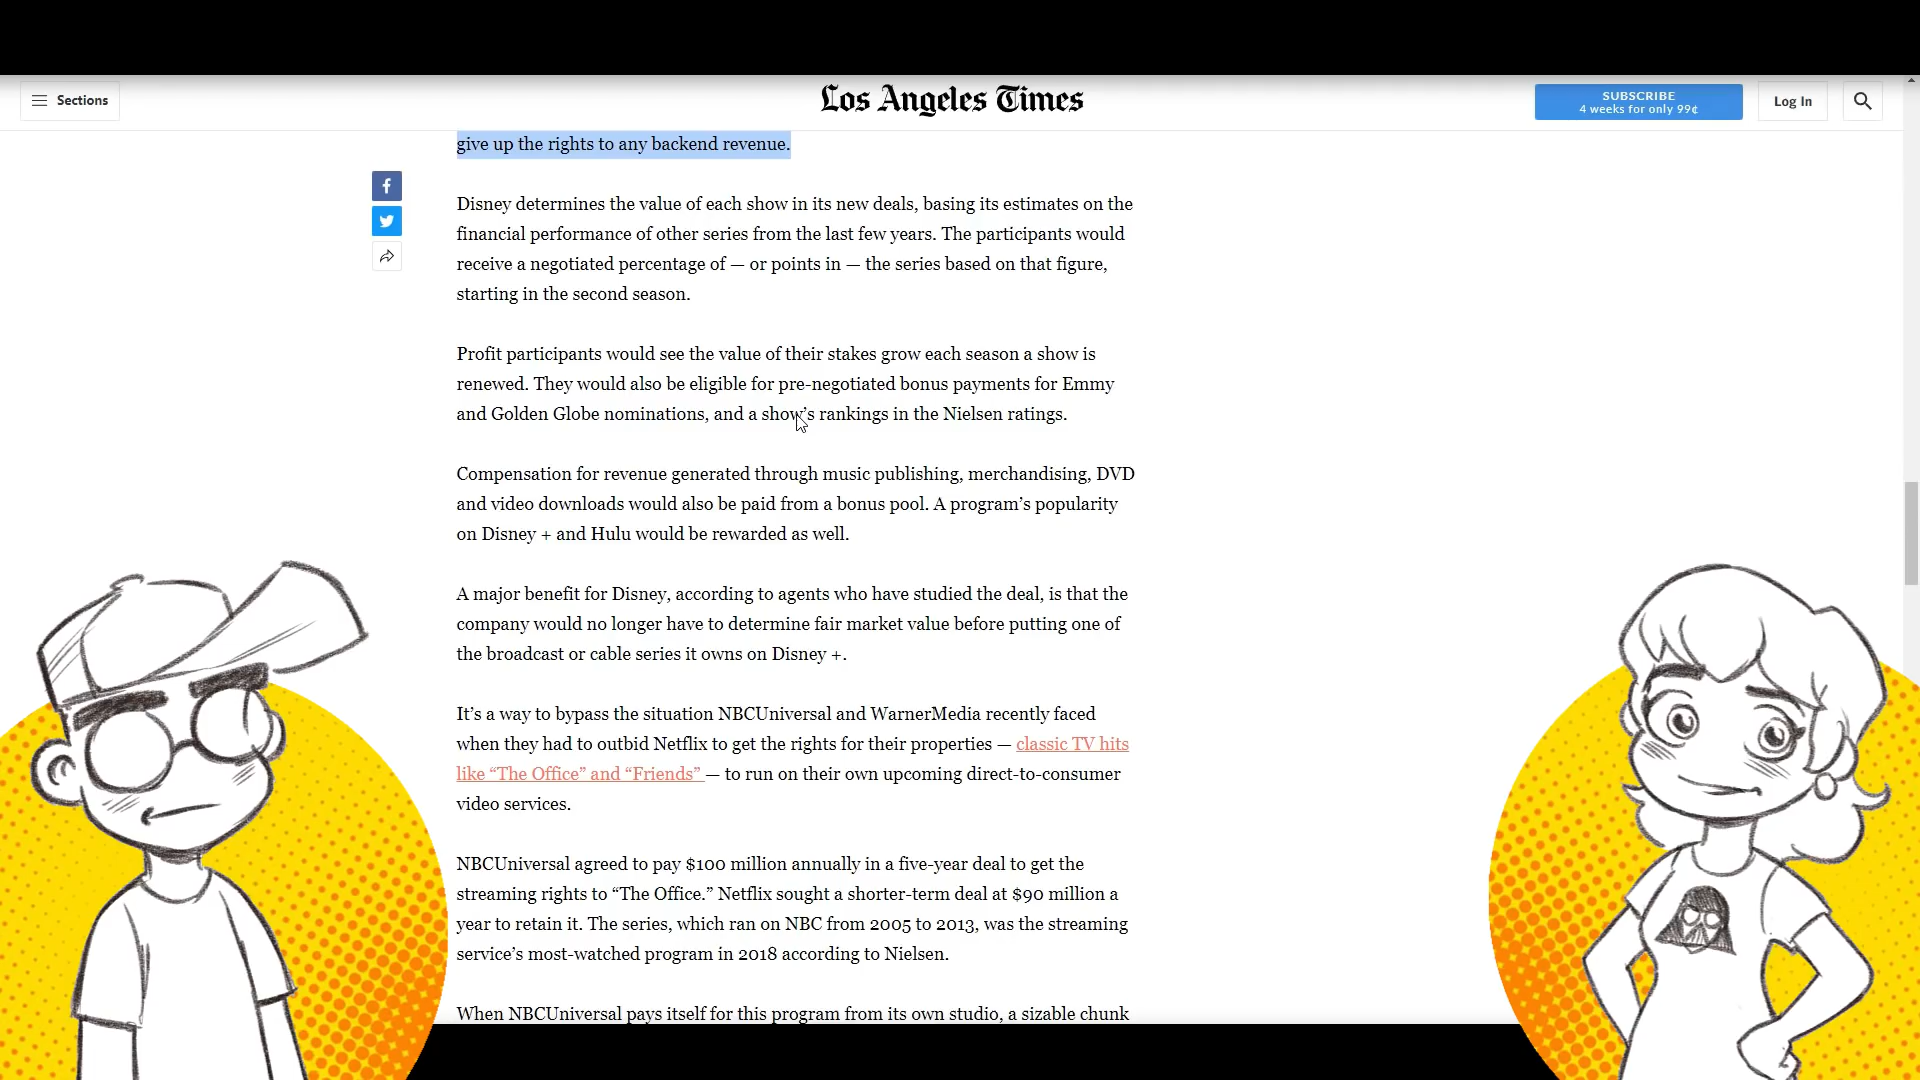 Sections
Los Angeles Times
SUBSCRIBE
4 weeks for only 99¢
Log In
give up the rights to any backend revenue.
Disney determines the value of each show in its new deals, basing its estimates on the
financial performance of other series from the last few years. The participants would
receive a negotiated percentage of — or points in — the series based on that figure,
starting in the second season.
Profit participants would see the value of their stakes grow each season a show is
renewed. They would also be eligible for pre-negotiated bonus payments for Emmy
and Golden Globe nominations, and a show’s rankings in the Nielsen ratings.
Compensation for revenue generated through music publishing, merchandising, DVD
and video downloads would also be paid from a bonus pool. A program’s popularity
on Disney + and Hulu would be rewarded as well.
A major benefit for Disney, according to agents who have studied the deal, is that the
company would no longer have to determine fair market value before putting one of
the broadcast or cable series it owns on Disney +.
It’s a way to bypass the situation NBCUniversal and WarnerMedia recently faced
when they had to outbid Netflix to get the rights for their properties — classic TV hits
like “The Office” and “Friends” — to run on their own upcoming direct-to-consumer
video services.
NBCUniversal agreed to pay $100 million annually in a five-year deal to get the
streaming rights to “The Office.” Netflix sought a shorter-term deal at $90 million a
year to retain it. The series, which ran on NBC from 2005 to 2013, was the streaming
service’s most-watched program in 2018 according to Nielsen.
When NBCUniversal pays itself for this program from its own studio, a sizable chunk